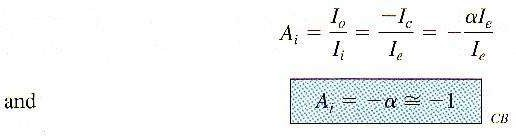 A_i = I_o/I_i = -I_c/I_e = -αI_e/I_e
and A_i = -α ≅ -1 CB